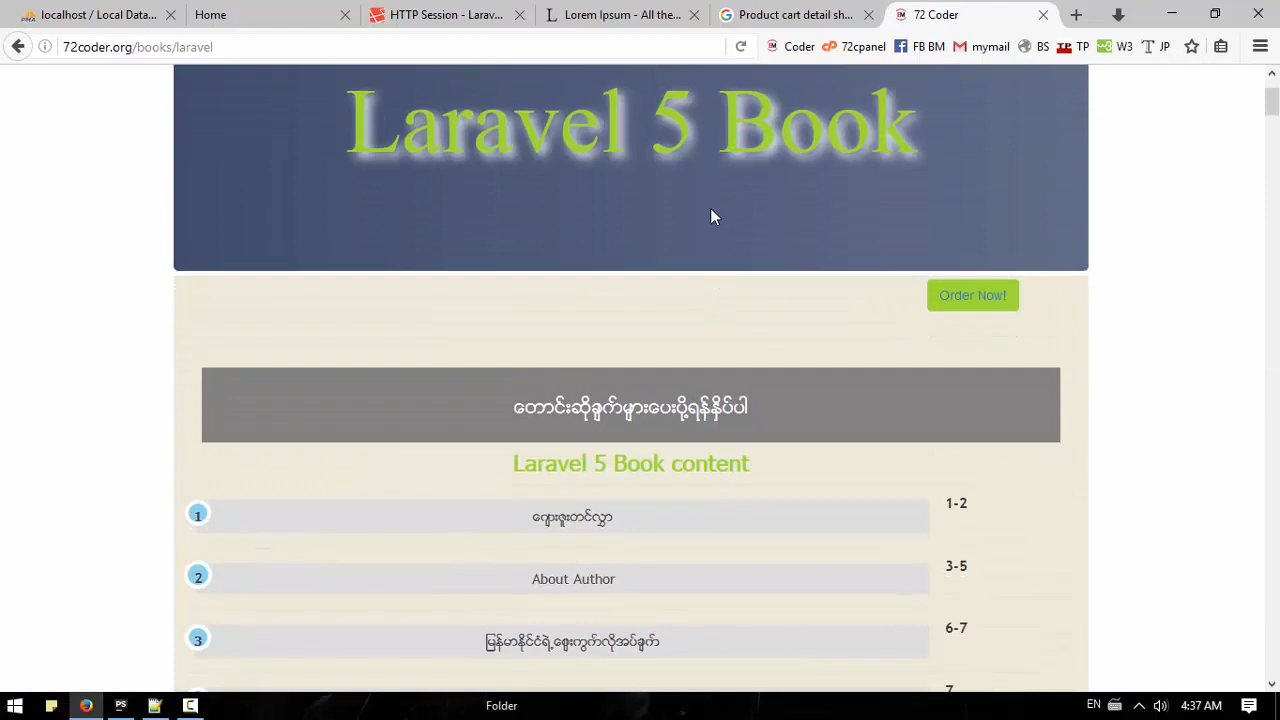 localhost / Local Data...
Home
HTTP Session - Larav...
Lorem Ipsum - All the...
Product cart detail sh...
72 Coder
72coder.org/books/laravel
Coder
72cpanel
FB BM
mymail
BS
TP
W3
JP
Laravel 5 Book
Order Now!
တောင်းဆိုချက်များပေးပို့ရန်နှိပ်ပါ
Laravel 5 Book content
1
ကျေးဇူးတင်လွှာ
1-2
2
About Author
3-5
3
မြန်မာနိုင်ငံရဲ့ဈေးကွက်လိုအပ်ချက်
6-7
7
Folder
EN
4:37 AM